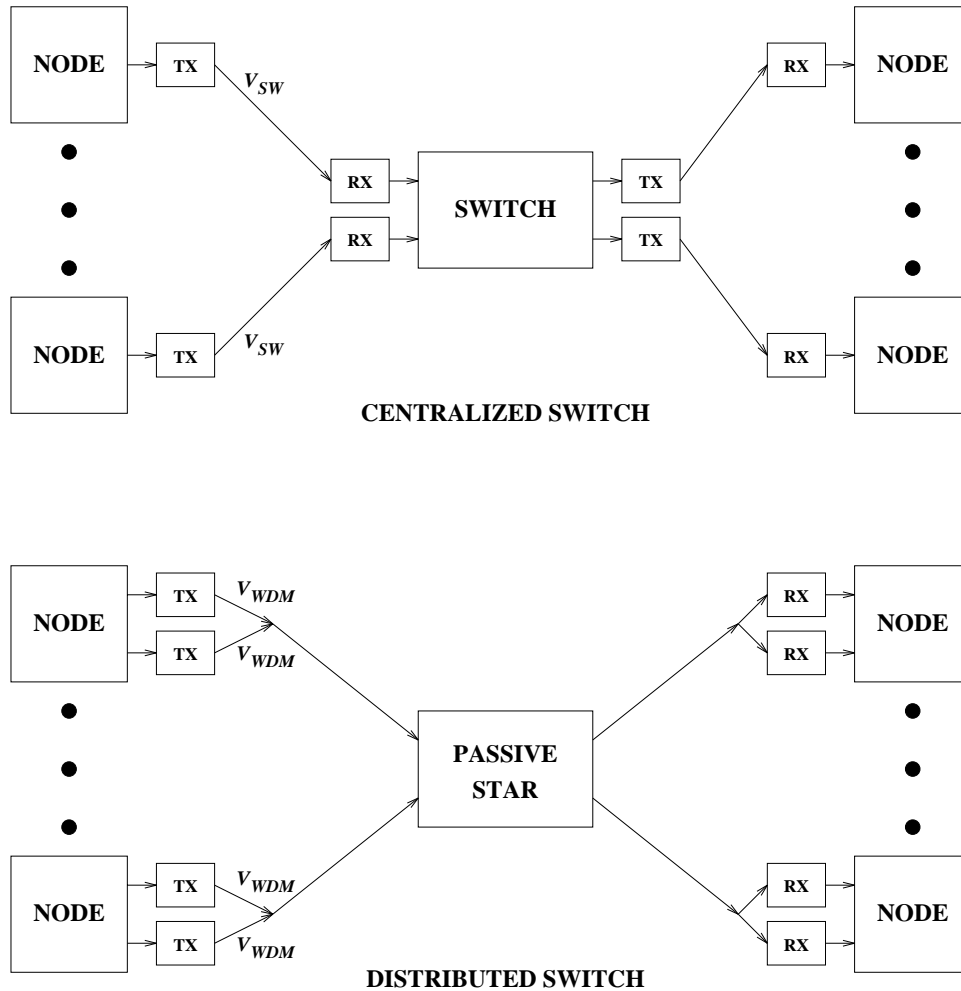 NODE
TX
V_SW
RX
NODE
RX
SWITCH
TX
RX
TX
NODE
TX
V_SW
RX
NODE
CENTRALIZED SWITCH
NODE
TX
V_WDM
TX
V_WDM
RX
RX
NODE
PASSIVE
STAR
NODE
TX
V_WDM
TX
V_WDM
RX
RX
NODE
DISTRIBUTED SWITCH